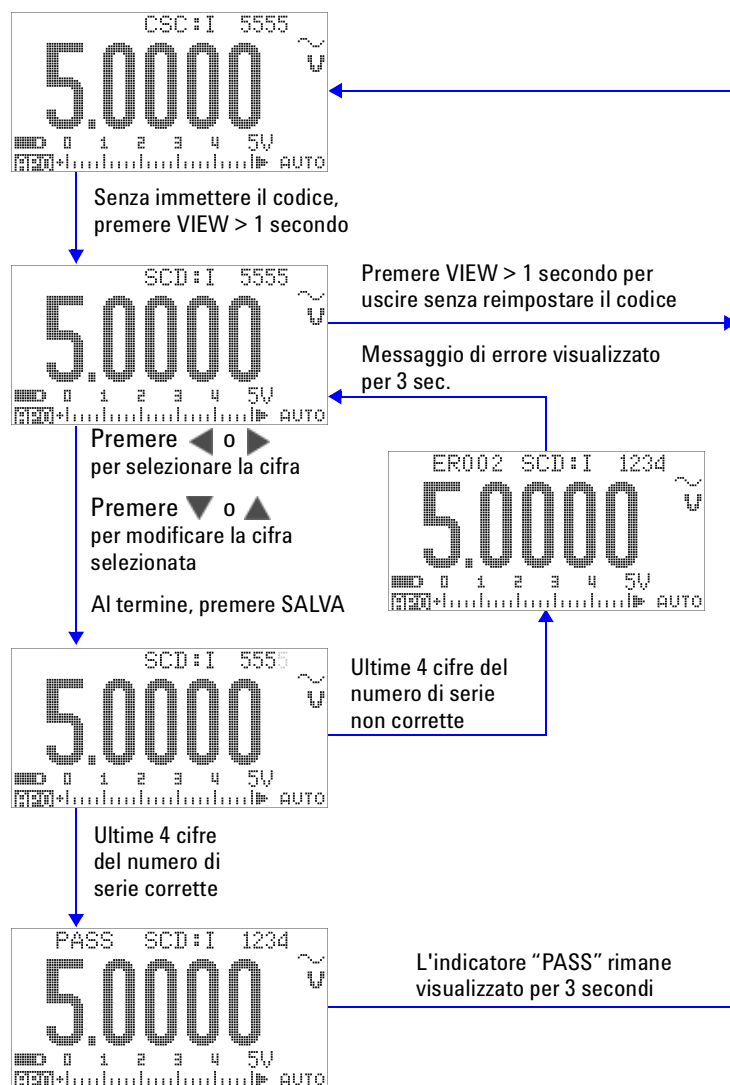 CSC:I 5555
5.0000
V
0 1 2 3 4 5V
APO AUTO
Senza immettere il codice,
premere VIEW > 1 secondo
SCD:I 5555
5.0000
V
0 1 2 3 4 5V
APO AUTO
Premere VIEW > 1 secondo per
uscire senza reimpostare il codice
Messaggio di errore visualizzato
per 3 sec.
Premere o
per selezionare la cifra
Premere o
per modificare la cifra
selezionata
Al termine, premere SALVA
ER002 SCD:I 1234
5.0000
V
0 1 2 3 4 5V
APO AUTO
SCD:I 5555
5.0000
V
0 1 2 3 4 5V
APO AUTO
Ultime 4 cifre del
numero di serie
non corrette
Ultime 4 cifre
del numero di
serie corrette
PASS SCD:I 1234
5.0000
V
0 1 2 3 4 5V
APO AUTO
L'indicatore “PASS” rimane
visualizzato per 3 secondi